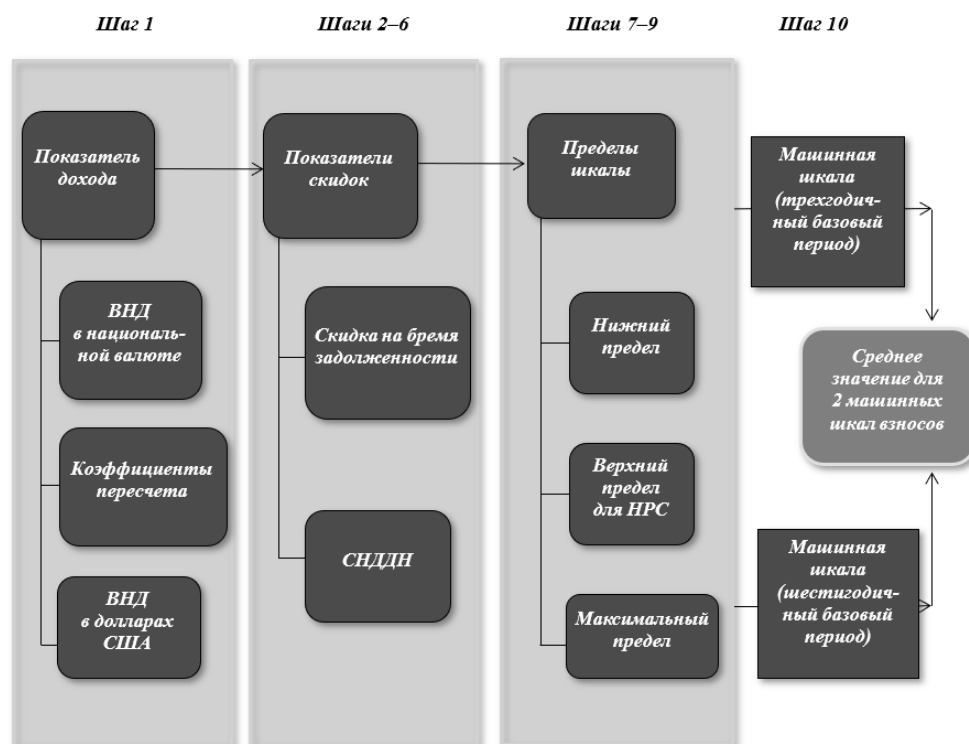 Шаг 1
Шаги 2–6
Шаги 7–9
Шаг 10
Показатель
дохода
ВНД
в националь-
ной валюте
Коэффициенты
пересчета
ВНД
в долларах
США
Показатели
скидок
Скидка на бремя
задолженности
СНДДН
Пределы
шкалы
Нижний
предел
Верхний
предел
для НРС
Максимальный
предел
Машинная
шкала
(трехгодич-
ный базовый
период)
Среднее
значение для
2 машинных
шкал взносов
Машинная
шкала
(шестигодич-
ный базовый
период)